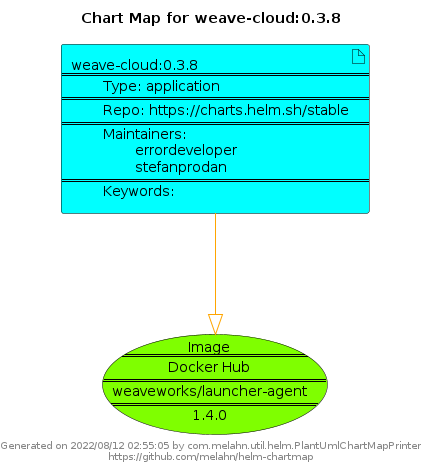 Chart Map for weave-cloud:0.3.8
weave-cloud:0.3.8
Type: application
Repo: https://charts.helm.sh/stable
Maintainers:
errordeveloper
stefanprodan
Keywords:
Image
Docker Hub
weaveworks/launcher-agent
1.4.0
Generated on 2022/08/12 02:55:05 by com.melahn.util.helm.PlantUmlChartMapPrinter
https://github.com/melahn/helm-chartmap